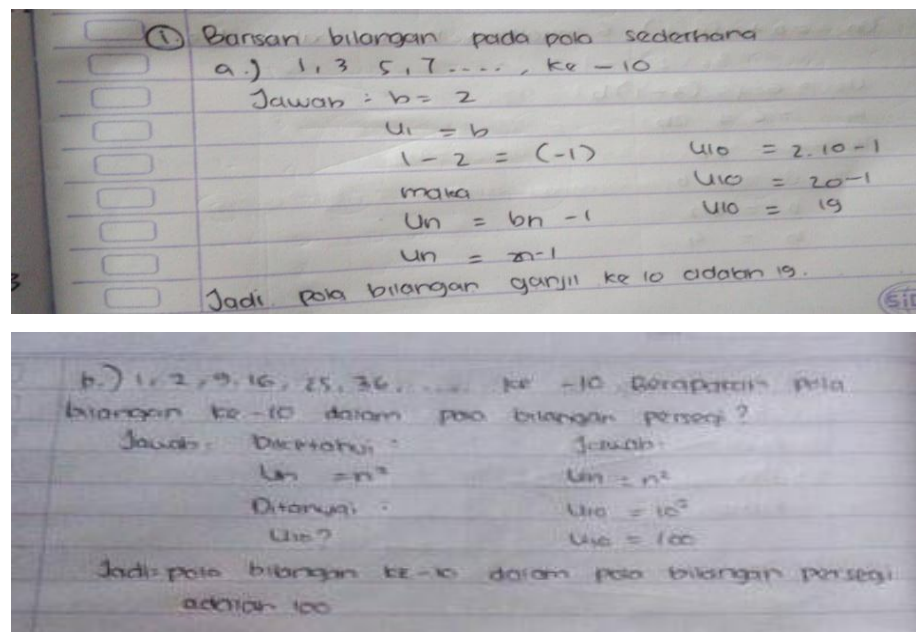 ① Barisan bilangan pada pola sederhana
a.) 1, 3 5, 7 ...., ke -10
Jawab : b = 2
U1 = b
1 - 2 = (-1)
maka
Un = bn - 1
Un = 2n-1
U10 = 2.10 - 1
U10 = 20-1
U10 = 19
Jadi pola bilangan ganjil ke 10 adalah 19.
b.) 1, 2, 9, 16, 25, 36, ..... ke -10 Berapakah pola
bilangan ke-10 dalam pola bilangan persegi?
Jawab : Diketahui :
Un = n²
Ditanya :
U10?
Jawab :
Un = n²
U10 = 10²
U10 = 100
Jadi pola bilangan ke-10 dalam pola bilangan persegi
adalah 100